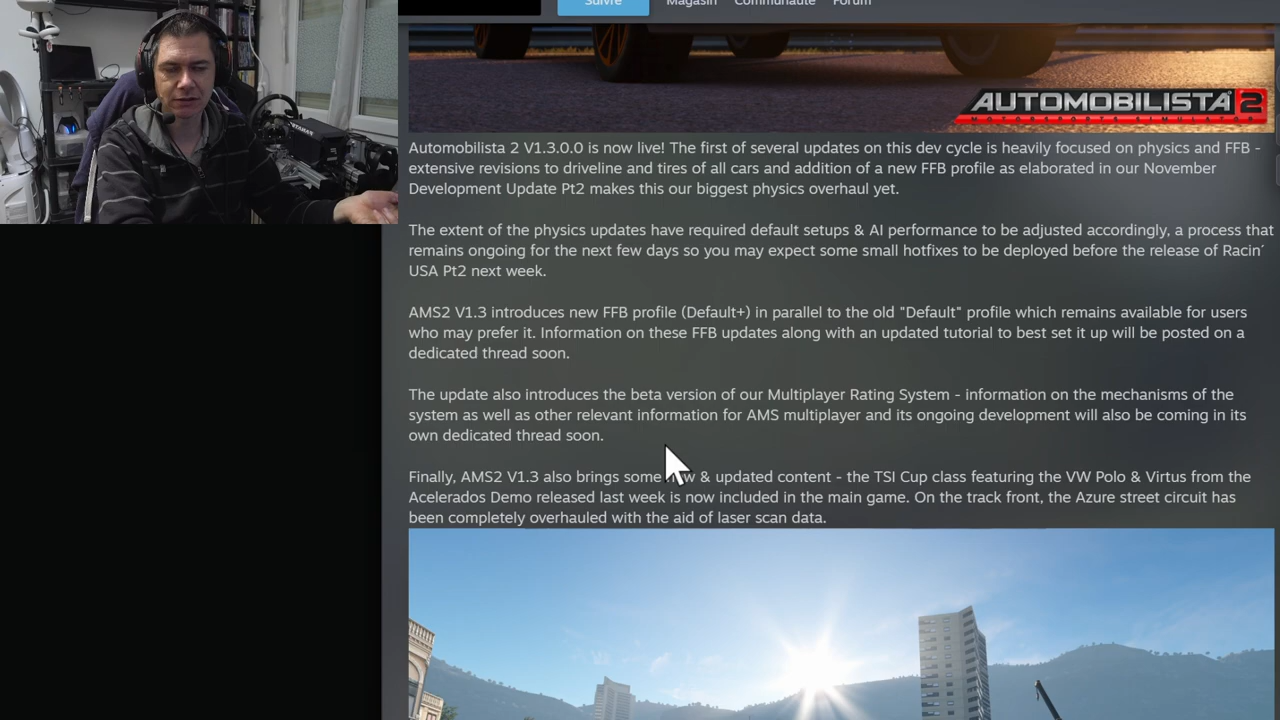 Suivre Magasin Communauté Forum
AUTOMOBILISTA 2
Automobilista 2 V1.3.0.0 is now live! The first of several updates on this dev cycle is heavily focused on physics and FFB -
extensive revisions to driveline and tires of all cars and addition of a new FFB profile as elaborated in our November
Development Update Pt2 makes this our biggest physics overhaul yet.
The extent of the physics updates have required default setups & AI performance to be adjusted accordingly, a process that
remains ongoing for the next few days so you may expect some small hotfixes to be deployed before the release of Racin´
USA Pt2 next week.
AMS2 V1.3 introduces new FFB profile (Default+) in parallel to the old "Default" profile which remains available for users
who may prefer it. Information on these FFB updates along with an updated tutorial to best set it up will be posted on a
dedicated thread soon.
The update also introduces the beta version of our Multiplayer Rating System - information on the mechanisms of the
system as well as other relevant information for AMS multiplayer and its ongoing development will also be coming in its
own dedicated thread soon.
Finally, AMS2 V1.3 also brings some new & updated content - the TSI Cup class featuring the VW Polo & Virtus from the
Acelerados Demo released last week is now included in the main game. On the track front, the Azure street circuit has
been completely overhauled with the aid of laser scan data.